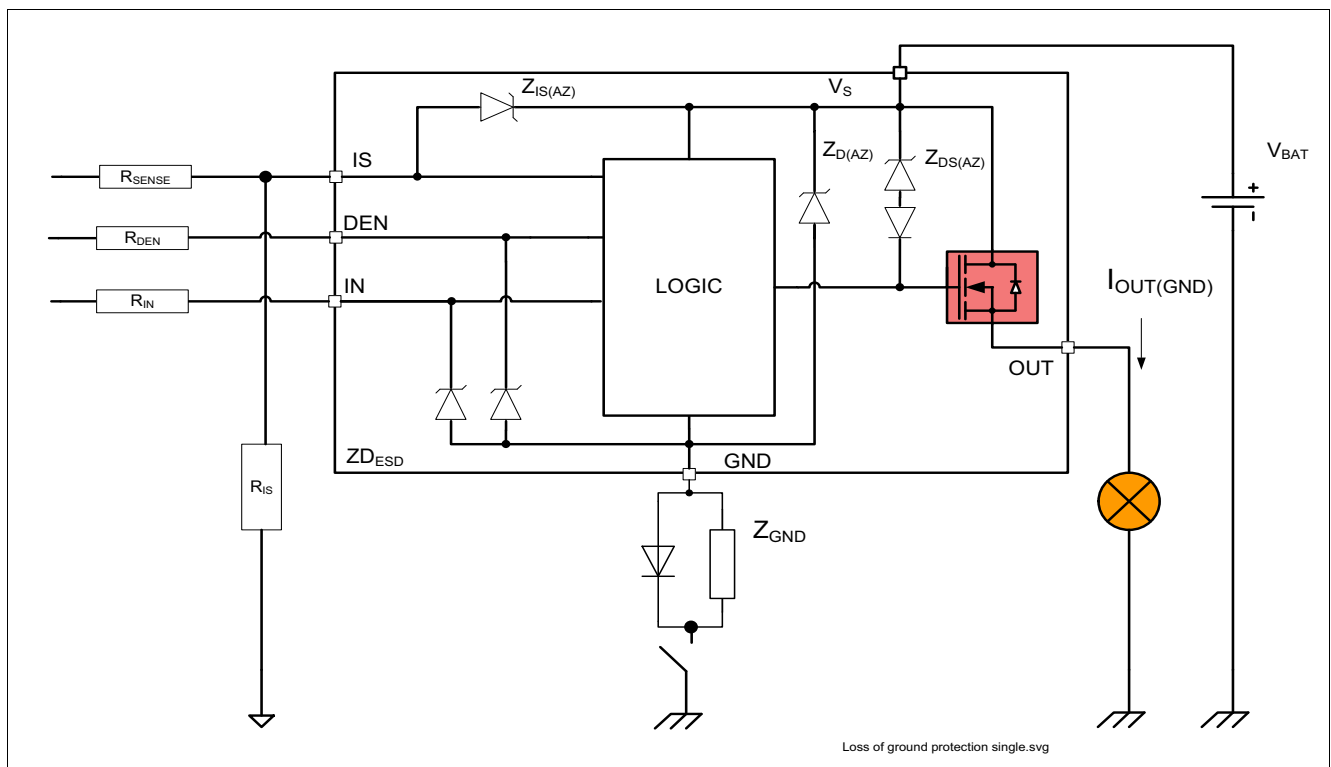 ZIS(AZ)
VS
ZD(AZ)
ZDS(AZ)
VBAT
IS
RSENSE
DEN
RDEN
IN
RIN
LOGIC
+
-
IOUT(GND)
OUT
ZDESD
GND
RIS
ZGND
Loss of ground protection single.svg